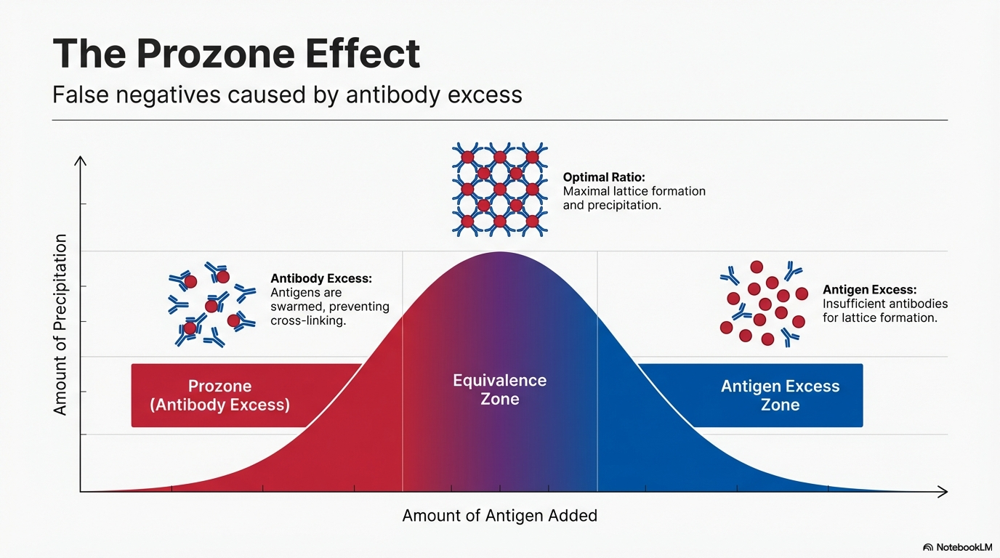 The Prozone Effect
False negatives caused by antibody excess
Optimal Ratio:
Maximal lattice formation
and precipitation.
Antibody Excess:
Antigens are
swarmed, preventing
cross-linking.
Antigen Excess:
Insufficient antibodies
for lattice formation.
Amount of Precipitation
Prozone
(Antibody Excess)
Equivalence
Zone
Antigen Excess
Zone
Amount of Antigen Added
NotebookLM